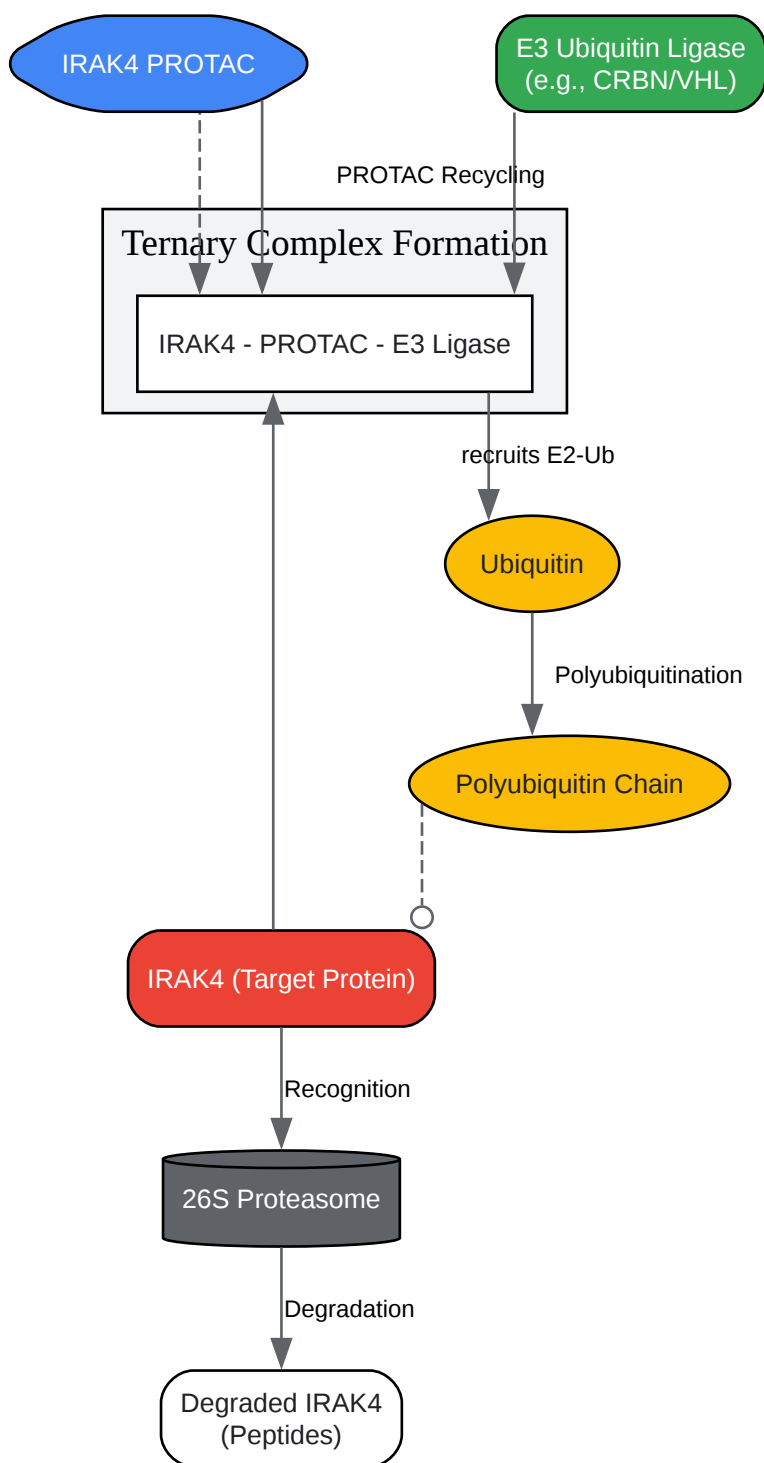 IRAK4 PROTAC
E3 Ubiquitin Ligase
(e.g., CRBN/VHL)
PROTAC Recycling
Ternary Complex Formation
IRAK4 - PROTAC - E3 Ligase
recruits E2-Ub
Ubiquitin
Polyubiquitination
Polyubiquitin Chain
IRAK4 (Target Protein)
Recognition
26S Proteasome
Degradation
Degraded IRAK4
(Peptides)